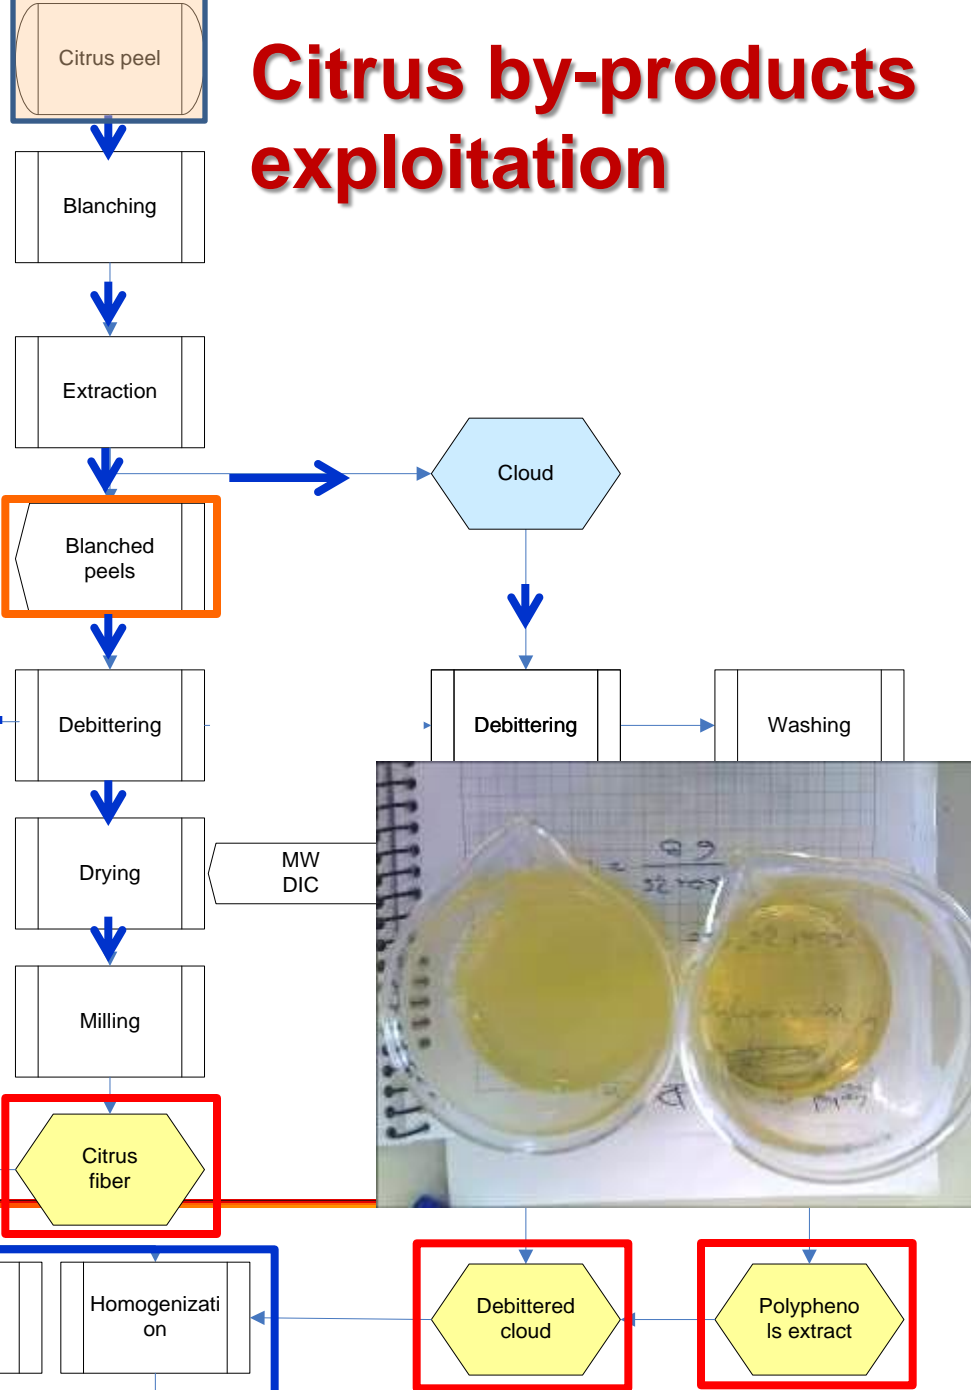 Citrus peel
Citrus by-products
exploitation
Blanching
Extraction
Cloud
Blanched
peels
Debittering
Debittering
Washing
Drying
MW
DIC
Milling
Citrus
fiber
Homogenizati
on
Debittered
cloud
Polypheno
ls extract